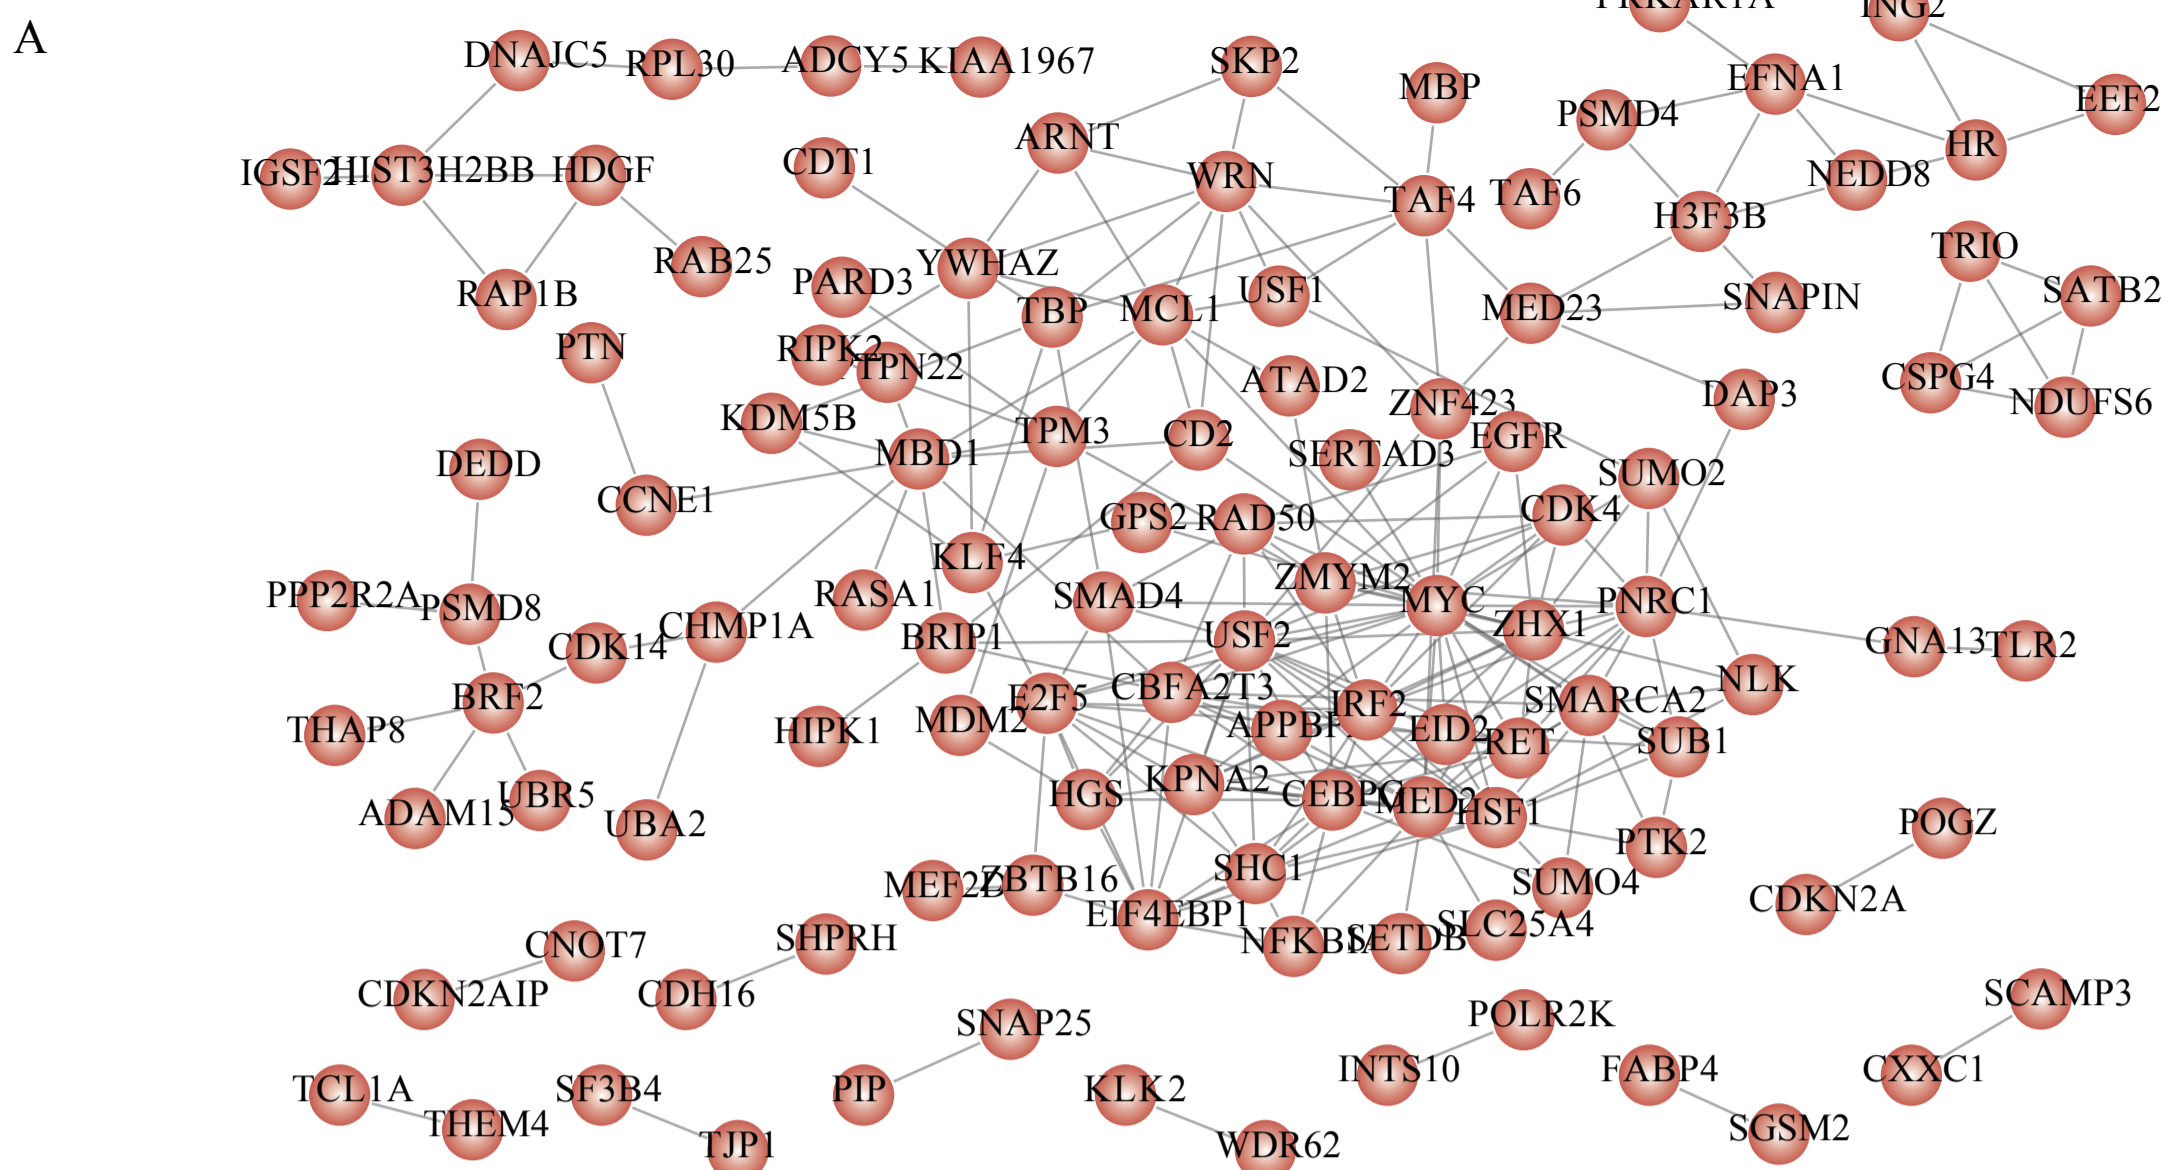 A
PRKAR1A
ING2
DNAJC5
RPL30
ADCY5
KIAA1967
SKP2
MBP
EFNA1
EEF2
PSMD4
ARNT
HR
CDT1
WRN
IGSF21
HIST3H2BB
HDGF
TAF4
TAF6
NEDD8
H3F3B
RAB25
YWHAZ
TRIO
PARD3
RAP1B
TBP
MCL1
USF1
MED23
SNAPIN
SATB2
PTN
RIPK2
PTPN22
ATAD2
CSPG4
DAP3
ZNF423
NDUFS6
KDM5B
TPM3
CD2
EGFR
MBD1
SERTAD3
DEDD
SUMO2
CCNE1
GPS2
RAD50
CDK4
KLF4
ZMYM2
PPP2R2A
PSMD8
RASA1
SMAD4
MYC
PNRC1
CDK14
CHMP1A
BRIP1
USF2
ZHX1
GNA13
TLR2
BRF2
E2F5
CBFA2T3
IRF2
SMARCA2
NLK
THAP8
HIPK1
MDM2
EID2
RET
SUB1
ADAM15
UBR5
UBA2
HGS
KPNA2
HSF1
POGZ
PTK2
MEF2D
ZBTB16
SHC1
SUMO4
CDKN2A
EIF4EBP1
SLC25A4
CNOT7
SHPRH
CDKN2AIP
CDH16
SCAMP3
SNAP25
POLR2K
TCL1A
SF3B4
PIP
KLK2
INTS10
FABP4
CXXC1
THEM4
TJP1
WDR62
SGSM2